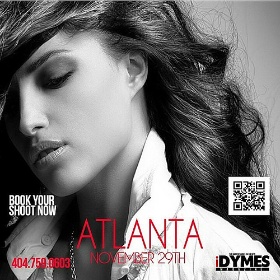 BOOK YOUR
SHOOT NOW
ATLANTA
404.759.0603
NOVEMBER 29TH
iDYMES